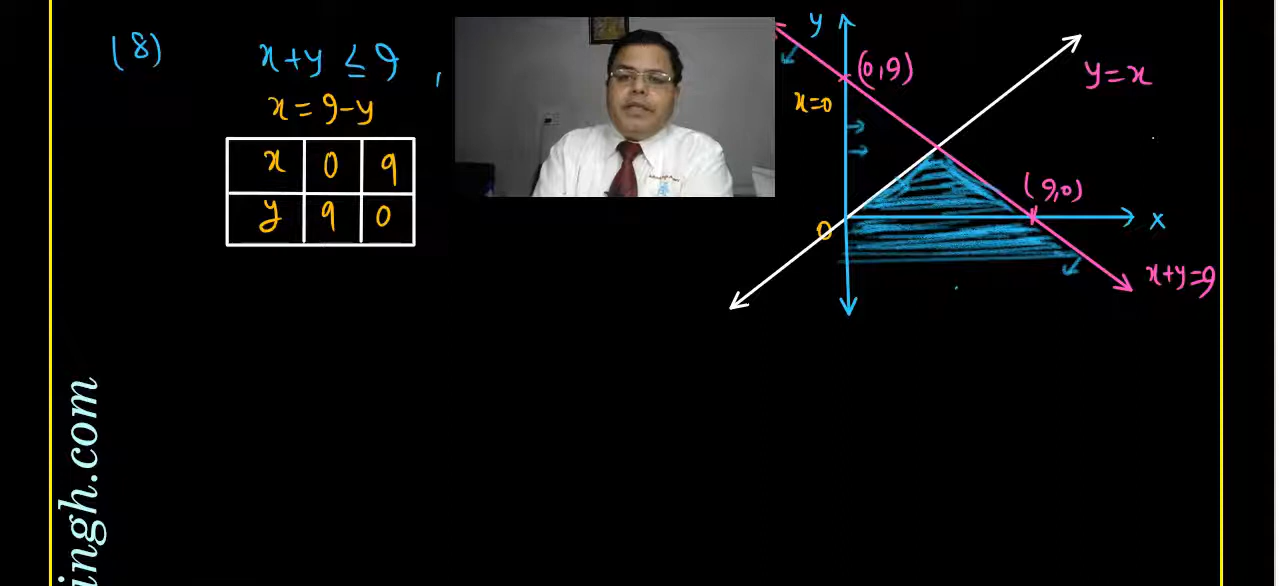 (8)
x+y ≤ 9 ,
x = 9-y
x 0 9
y 9 0
y
(0,9)
x=0
y=x
(9,0)
x
0
x+y=9
ingh.com